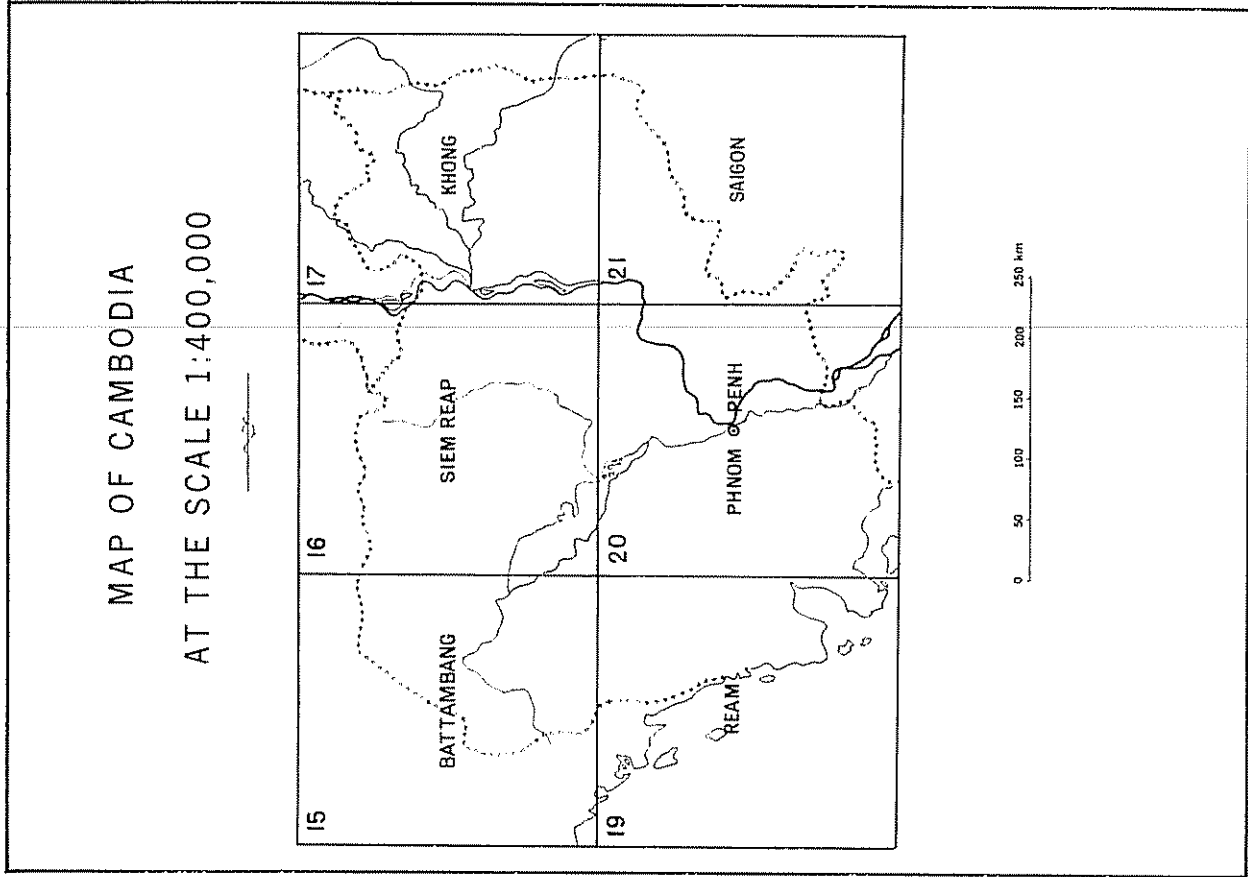 MAP OF CAMBODIA
AT THE SCALE 1:400,000
15
16
17
BATTAMBANG
SIEM REAP
KHONG
19
20
21
REAM
PHNOM PENH
SAIGON
0 50 100 150 200 250 km